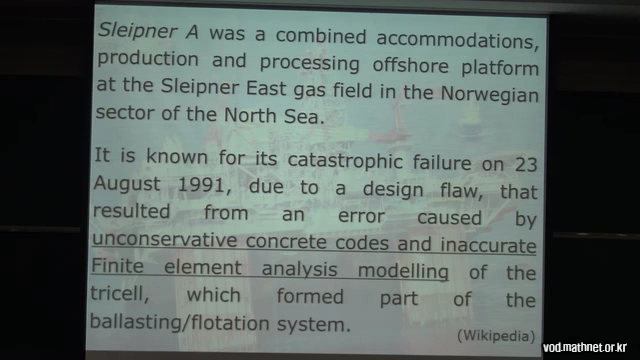 Sleipner A was a combined accommodations,
production and processing offshore platform
at the Sleipner East gas field in the Norwegian
sector of the North Sea.
It is known for its catastrophic failure on 23
August 1991, due to a design flaw, that
resulted from an error caused by
unconservative concrete codes and inaccurate
Finite element analysis modelling of the
tricell, which formed part of the
ballasting/flotation system.
(Wikipedia)
vod.mathnet.or.kr